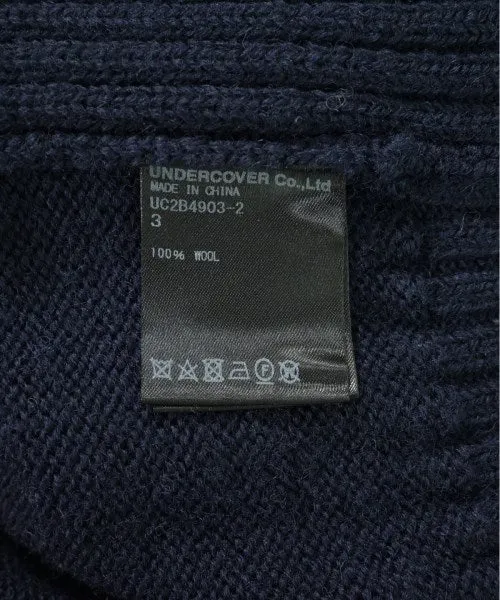 UNDERCOVER Co.,Ltd
MADE IN CHINA
UC2B4903-2
3
100% WOOL
F
W